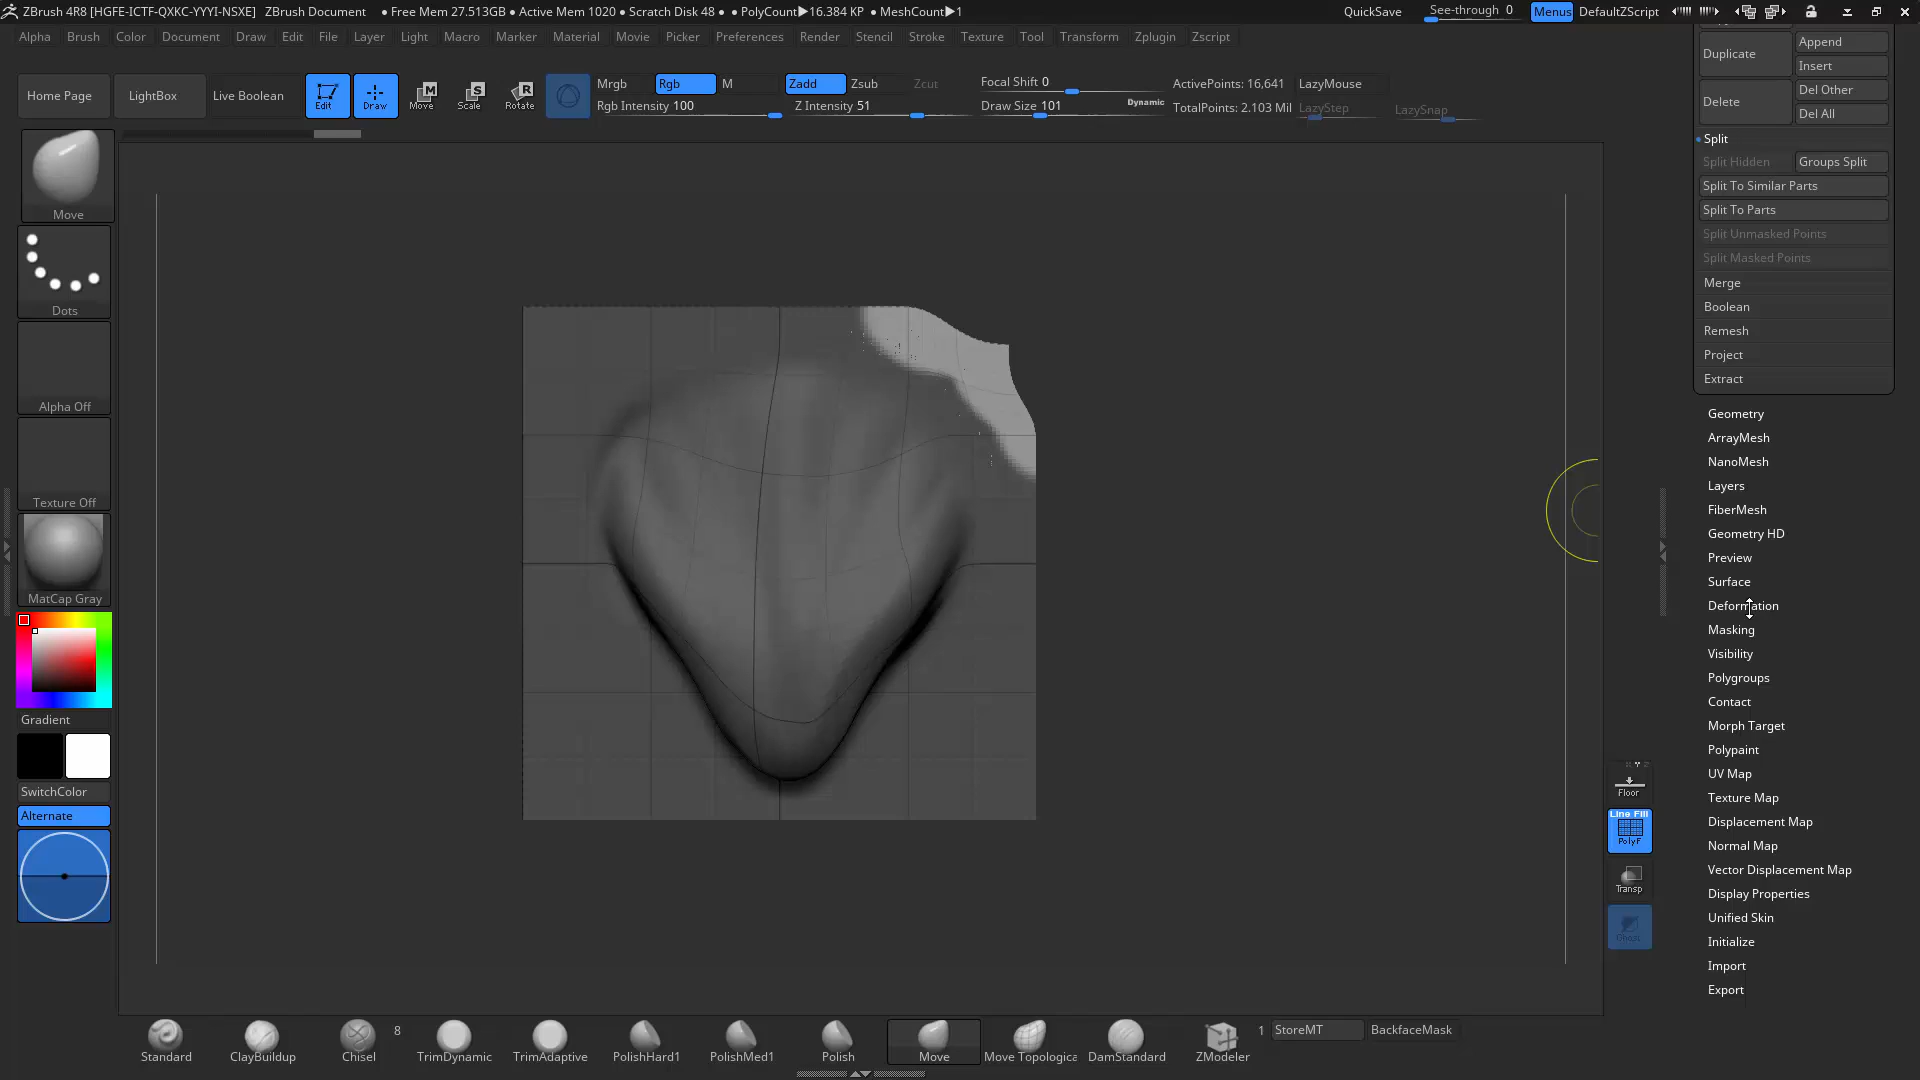 ZBrush 4R8 [HGFE-ICTF-QXKC-YYYI-NSXE] ZBrush Document ● Free Mem 27.513GB ● Active Mem 1020 ● Scratch Disk 48 ● ● PolyCount▶16.384 KP ● MeshCount▶1 QuickSave See-through 0 Menus DefaultZScript
Alpha Brush Color Document Draw Edit File Layer Light Macro Marker Material Movie Picker Preferences Render Stencil Stroke Texture Tool Transform Zplugin Zscript
Home Page LightBox Live Boolean Edit Draw Move Scale Rotate
Mrgb Rgb M Zadd Zsub Zcut Focal Shift 0 ActivePoints: 16,641 LazyMouse
Rgb Intensity 100 Z Intensity 51 Draw Size 101 Dynamic TotalPoints: 2.103 Mil LazyStep LazySnap
Move
Dots
Alpha Off
Texture Off
MatCap Gray
Gradient
SwitchColor
Alternate
Duplicate Append
Insert
Delete Del Other
Del All
Split
Split Hidden Groups Split
Split To Similar Parts
Split To Parts
Split Unmasked Points
Split Masked Points
Merge
Boolean
Remesh
Project
Extract
Geometry
ArrayMesh
NanoMesh
Layers
FiberMesh
Geometry HD
Preview
Surface
Deformation
Masking
Visibility
Polygroups
Contact
Morph Target
Polypaint
UV Map
Texture Map
Displacement Map
Normal Map
Vector Displacement Map
Display Properties
Unified Skin
Initialize
Import
Export
Floor
Line Fill
PolyF
Transp
Ghost
Standard ClayBuildup Chisel 8 TrimDynamic TrimAdaptive PolishHard1 PolishMed1 Polish Move Move Topologica DamStandard ZModeler 1 StoreMT BackfaceMask